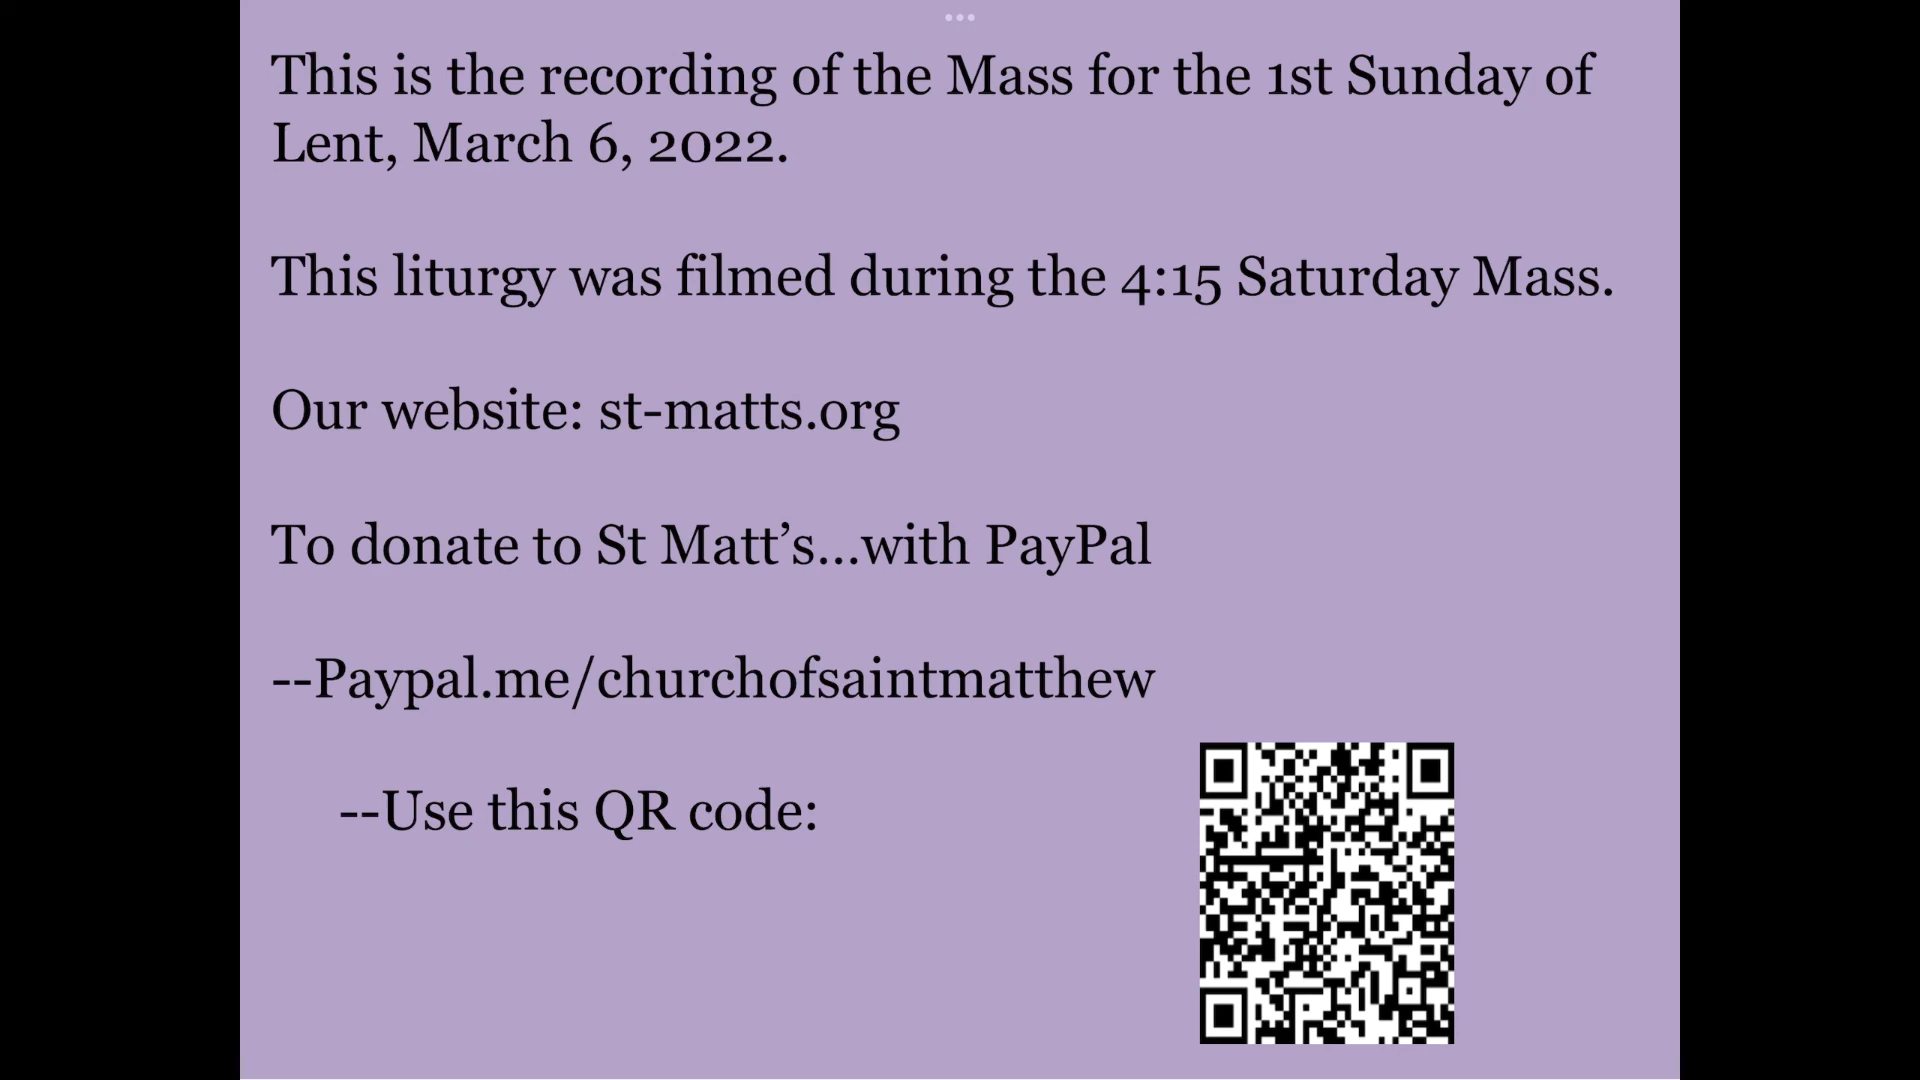 This is the recording of the Mass for the 1st Sunday of
Lent, March 6, 2022.
This liturgy was filmed during the 4:15 Saturday Mass.
Our website: st-matts.org
To donate to St Matt’s...with PayPal
--Paypal.me/churchofsaintmatthew
--Use this QR code: